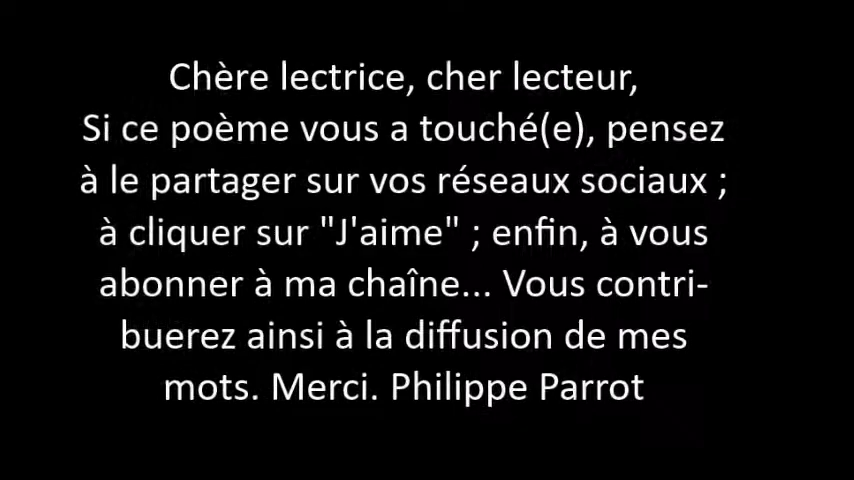 Chère lectrice, cher lecteur,
Si ce poème vous a touché(e), pensez
à le partager sur vos réseaux sociaux ;
à cliquer sur "J'aime" ; enfin, à vous
abonner à ma chaîne... Vous contri-
buerez ainsi à la diffusion de mes
mots. Merci. Philippe Parrot